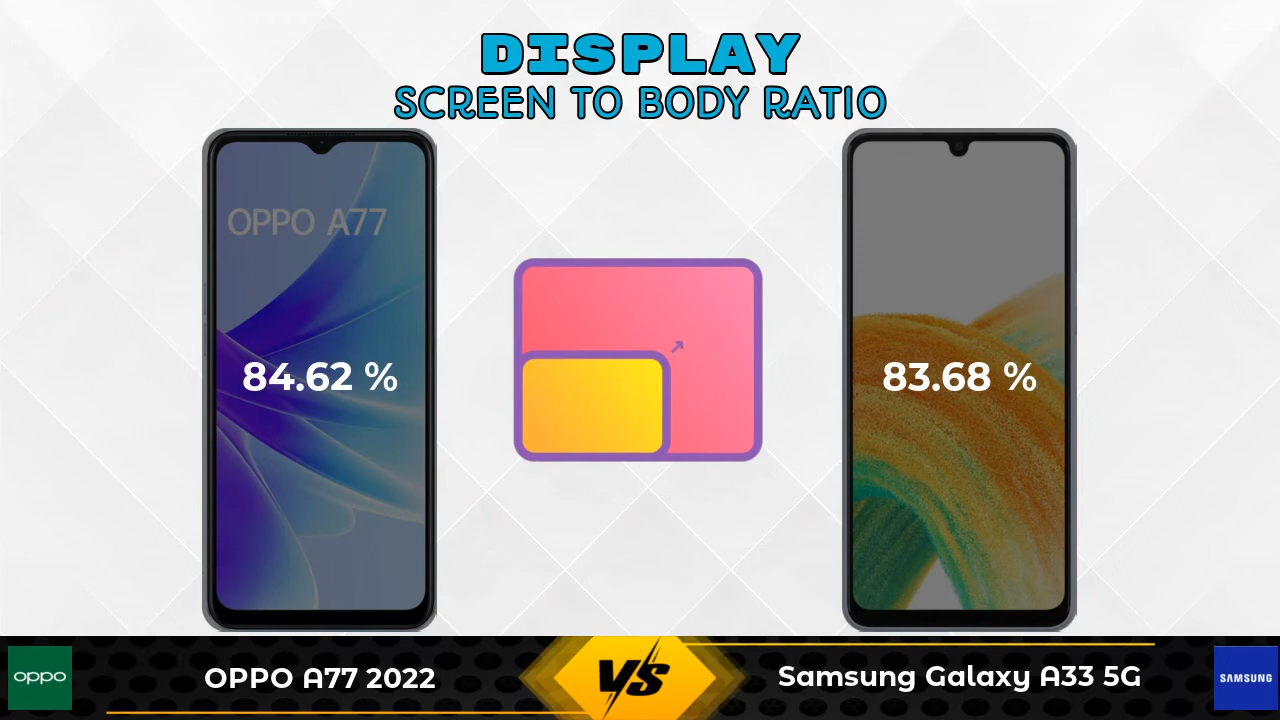 DISPLAY
SCREEN TO BODY RATIO
OPPO A77
84.62 %
83.68 %
oppo
OPPO A77 2022
VS
Samsung Galaxy A33 5G
SAMSUNG